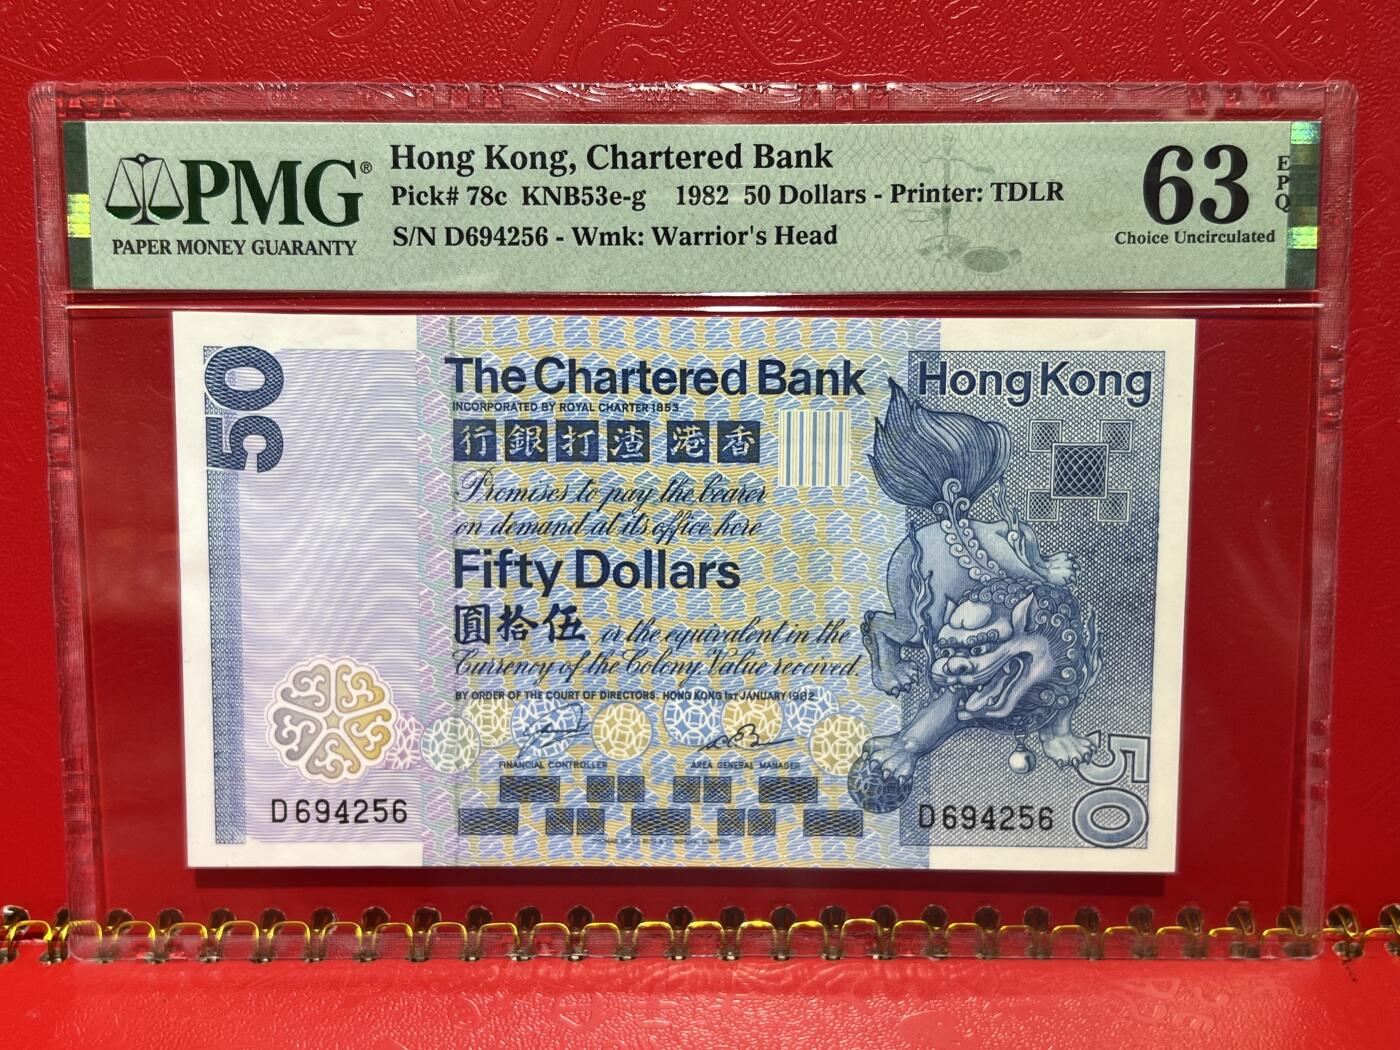 PMG®
PAPER MONEY GUARANTY
Hong Kong, Chartered Bank
Pick# 78c KNB53e-g 1982 50 Dollars - Printer: TDLR
S/N D694256 - Wmk: Warrior's Head
63
EPQ
Choice Uncirculated
50
The Chartered Bank
INCORPORATED BY ROYAL CHARTER 1853
行銀打渣港香
Promises to pay the bearer
on demand at its office here
Fifty Dollars
圓拾伍 or the equivalent in the
Currency of the Colony, Value received.
BY ORDER OF THE COURT OF DIRECTORS. HONG KONG 1ST JANUARY 1982
FINANCIAL CONTROLLER
AREA GENERAL MANAGER
D694256
Hong Kong
D694256
50